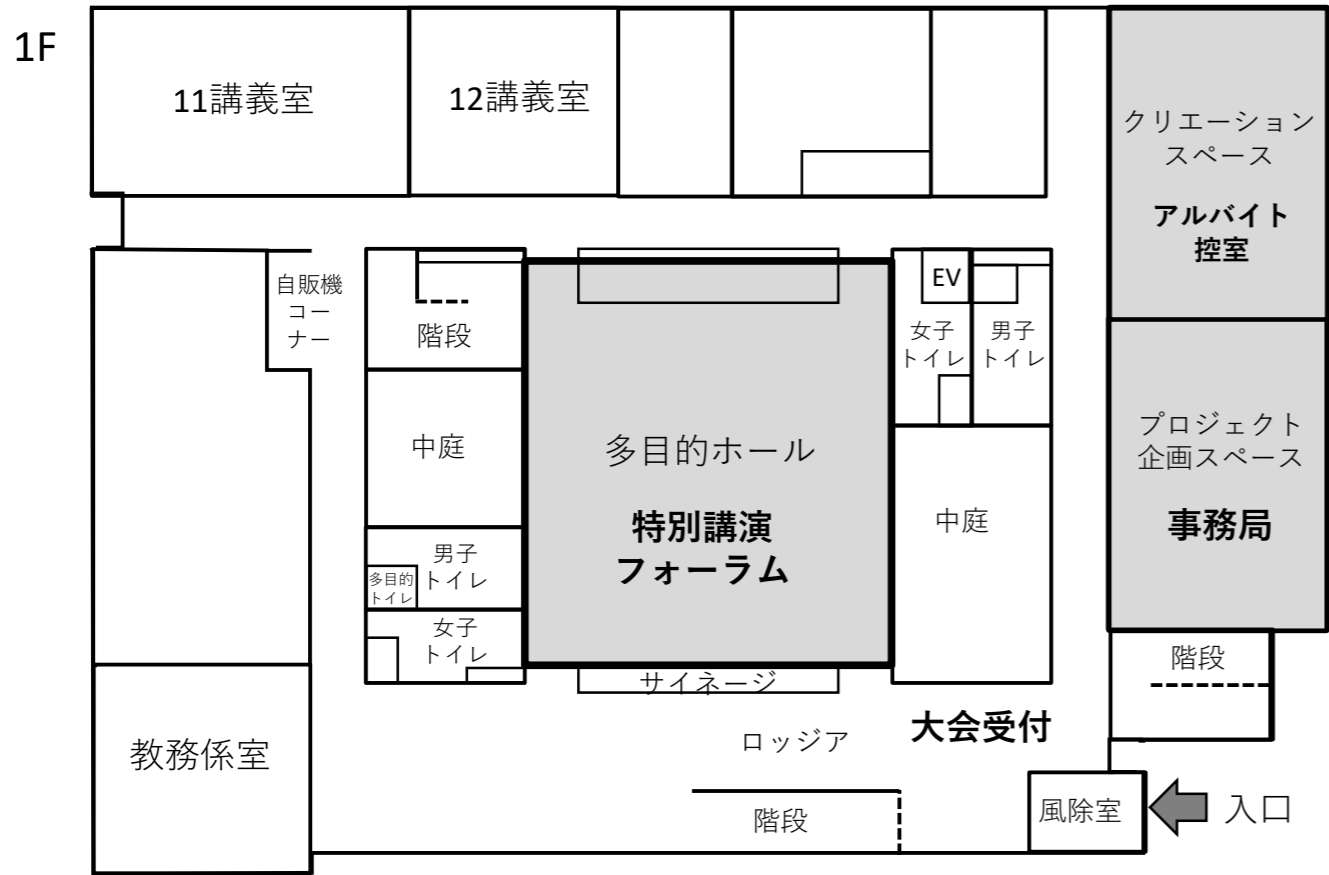 1F
11講義室
12講義室
クリエーション
スペース
アルバイト
控室
自販機
コー
ナー
階段
EV
女子
トイレ
男子
トイレ
中庭
多目的ホール
特別講演
フォーラム
プロジェクト
企画スペース
事務局
中庭
男子
トイレ
多目的
トイレ
女子
トイレ
サイネージ
階段
教務係室
ロッジア
大会受付
階段
風除室
入口